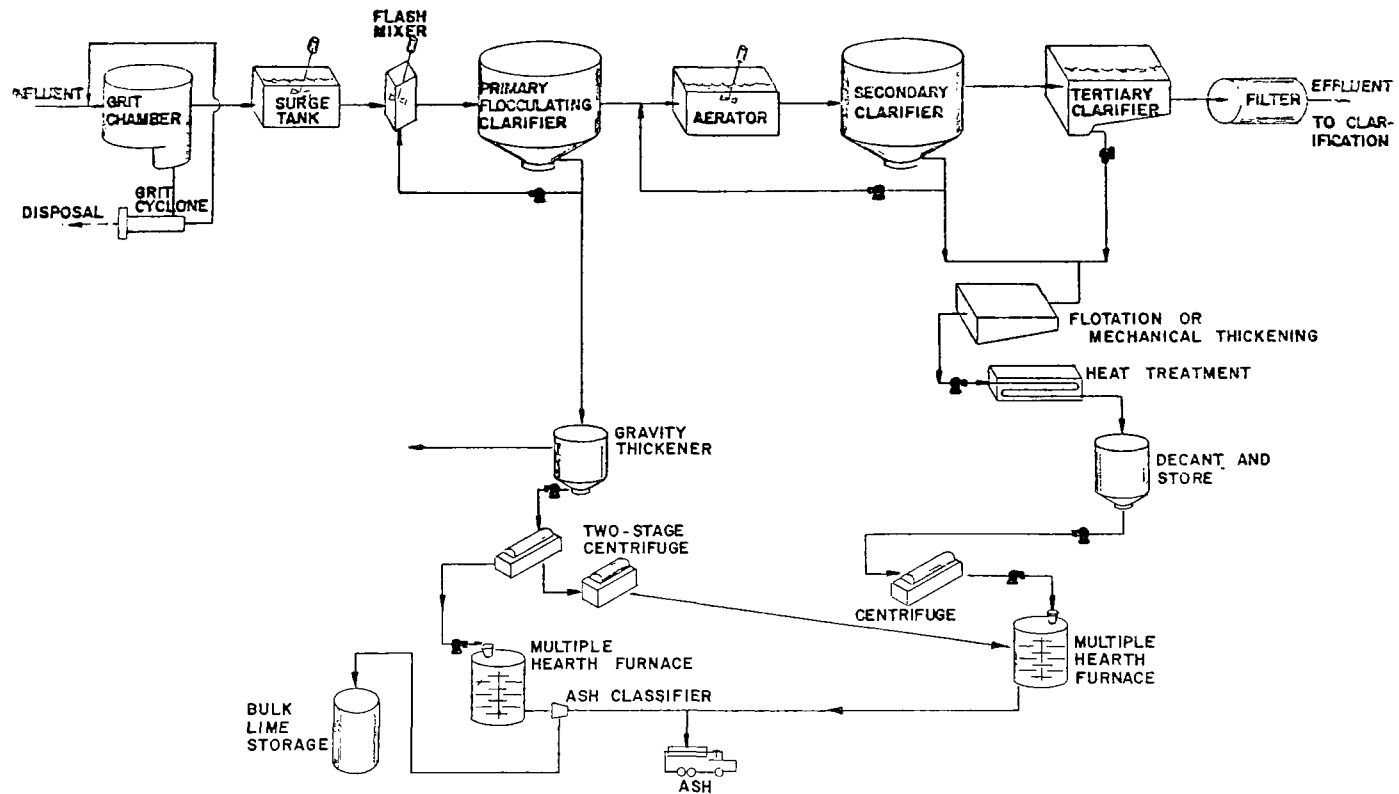 FLASH
MIXER
INFLUENT
GRIT
CHAMBER
SURGE
TANK
PRIMARY
FLOCCULATING
CLARIFIER
AERATOR
SECONDARY
CLARIFIER
TERTIARY
CLARIFIER
FILTER
EFFLUENT
TO CLAR-
IFICATION
GRIT
CYCLONE
DISPOSAL
FLOTATION OR
MECHANICAL THICKENING
HEAT TREATMENT
GRAVITY
THICKENER
DECANT AND
STORE
TWO-STAGE
CENTRIFUGE
CENTRIFUGE
MULTIPLE
HEARTH FURNACE
MULTIPLE
HEARTH
FURNACE
ASH CLASSIFIER
BULK
LIME
STORAGE
ASH